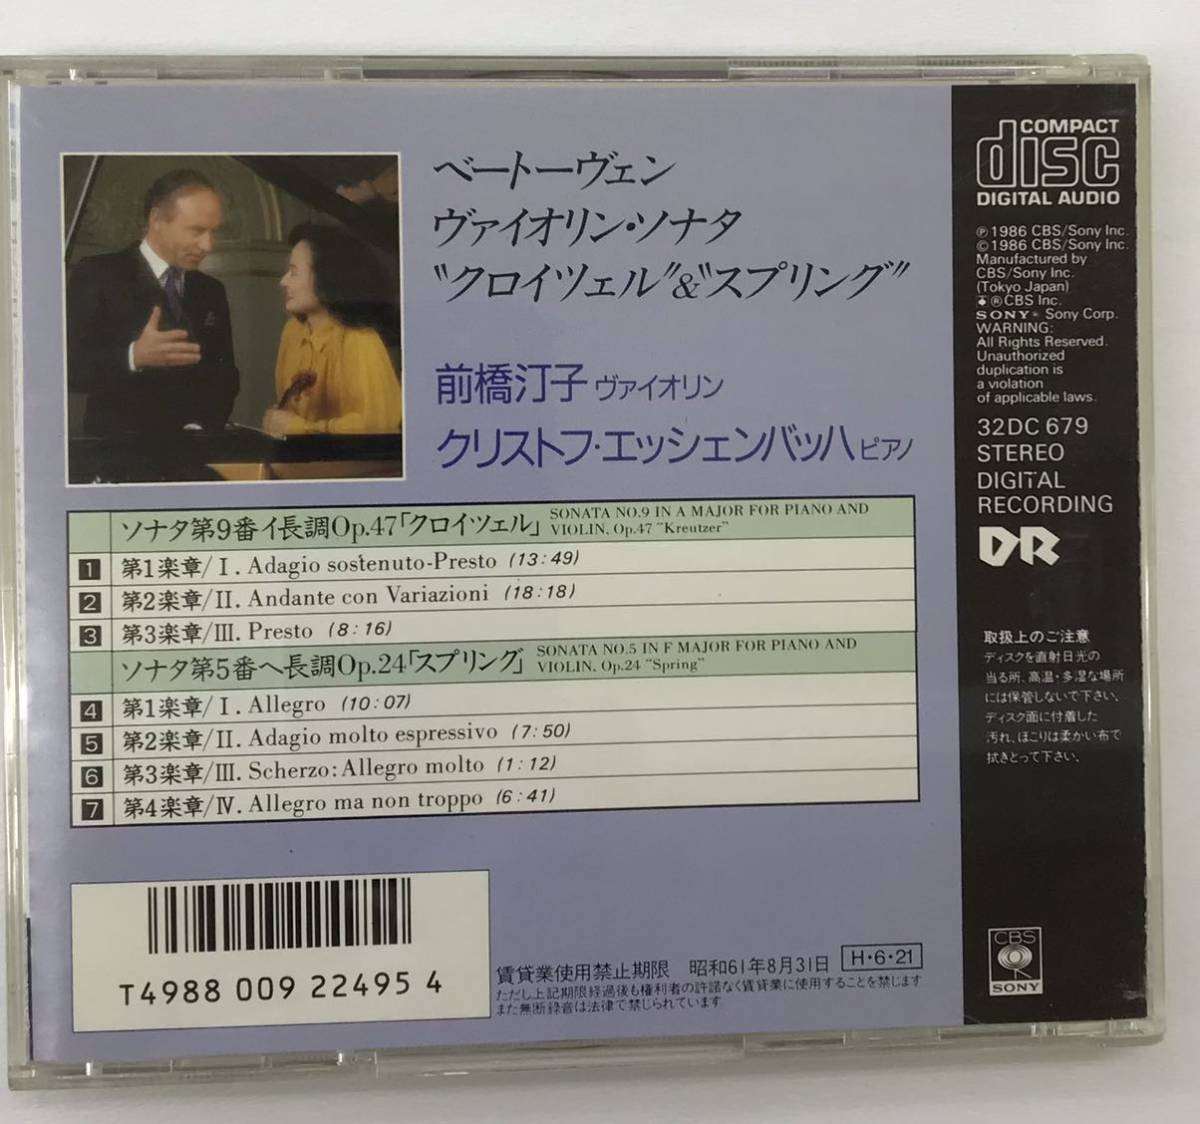 ベートーヴェン
ヴァイオリン・ソナタ
"クロイツェル"&"スプリング"
前橋汀子 ヴァイオリン
クリストフ・エッシェンバッハ ピアノ
ソナタ第9番イ長調Op.47「クロイツェル」 SONATA NO.9 IN A MAJOR FOR PIANO AND
VIOLIN, Op.47 "Kreutzer"
1 第1楽章/I. Adagio sostenuto-Presto (13:49)
2 第2楽章/II. Andante con Variazioni (18:18)
3 第3楽章/III. Presto (8:16)
ソナタ第5番ヘ長調Op.24「スプリング」 SONATA NO.5 IN F MAJOR FOR PIANO AND
VIOLIN, Op.24 "Spring"
4 第1楽章/I. Allegro (10:07)
5 第2楽章/II. Adagio molto espressivo (7:50)
6 第3楽章/III. Scherzo: Allegro molto (1:12)
7 第4楽章/IV. Allegro ma non troppo (6:41)
T4988 009 22495 4
賃貸業使用禁止期限 昭和61年8月31日 H・6・21
ただし上記期限経過後も権利者の許諾なく賃貸業に使用することを禁じます
また無断録音は法律で禁じられています
COMPACT
disc
DIGITAL AUDIO
℗1986 CBS/Sony Inc.
©1986 CBS/Sony Inc.
Manufactured by
CBS/Sony Inc.
(Tokyo Japan)
®CBS Inc.
SONY® Sony Corp.
WARNING:
All Rights Reserved.
Unauthorized
duplication is
a violation
of applicable laws.
32DC 679
STEREO
DIGITAL
RECORDING
DR
取扱上のご注意
ディスクを直射日光の
当る所、高温・多湿な場所
には保管しないで下さい。
ディスク面に付着した
汚れ、ほこりは柔かい布で
拭きとって下さい。
CBS
SONY